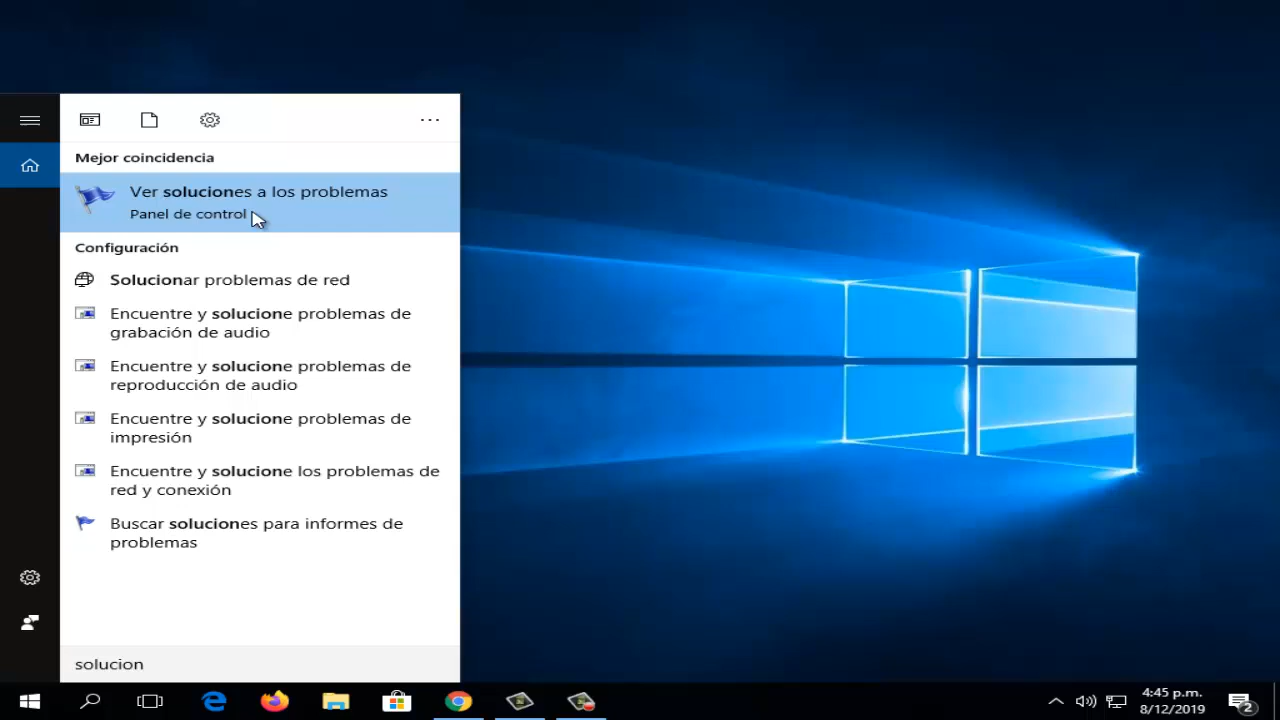 Mejor coincidencia
Ver soluciones a los problemas
Panel de control
Configuración
Solucionar problemas de red
Encuentre y solucione problemas de
grabación de audio
Encuentre y solucione problemas de
reproducción de audio
Encuentre y solucione problemas de
impresión
Encuentre y solucione los problemas de
red y conexión
Buscar soluciones para informes de
problemas
solucion
4:45 p.m.
8/12/2019
2